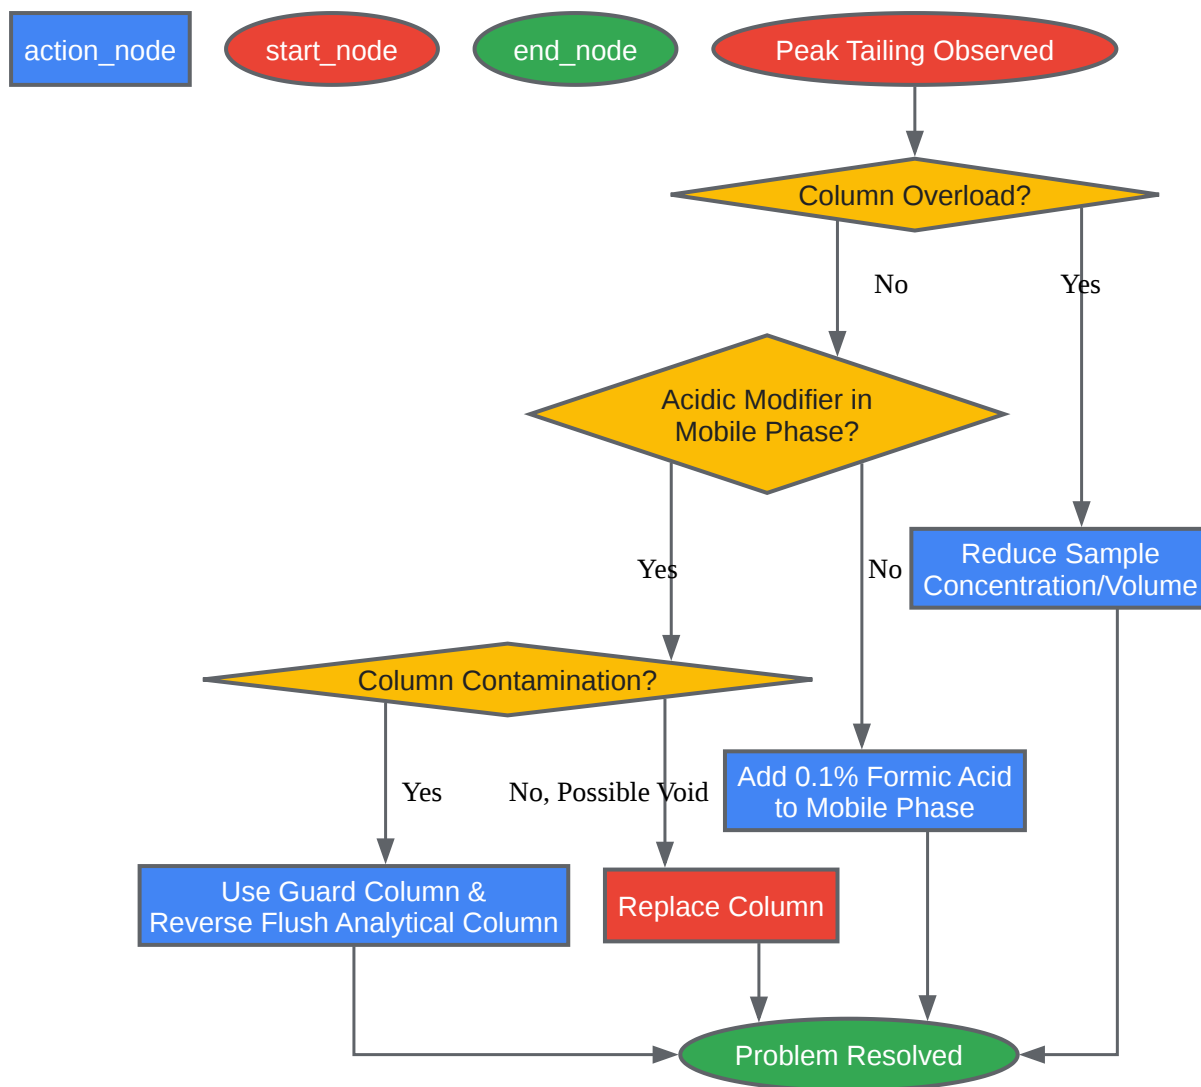 action_node
start_node
end_node
Peak Tailing Observed
Column Overload?
No
Yes
Acidic Modifier in
Mobile Phase?
Yes
No
Reduce Sample
Concentration/Volume
Column Contamination?
Yes
No, Possible Void
Add 0.1% Formic Acid
to Mobile Phase
Use Guard Column &
Reverse Flush Analytical Column
Replace Column
Problem Resolved